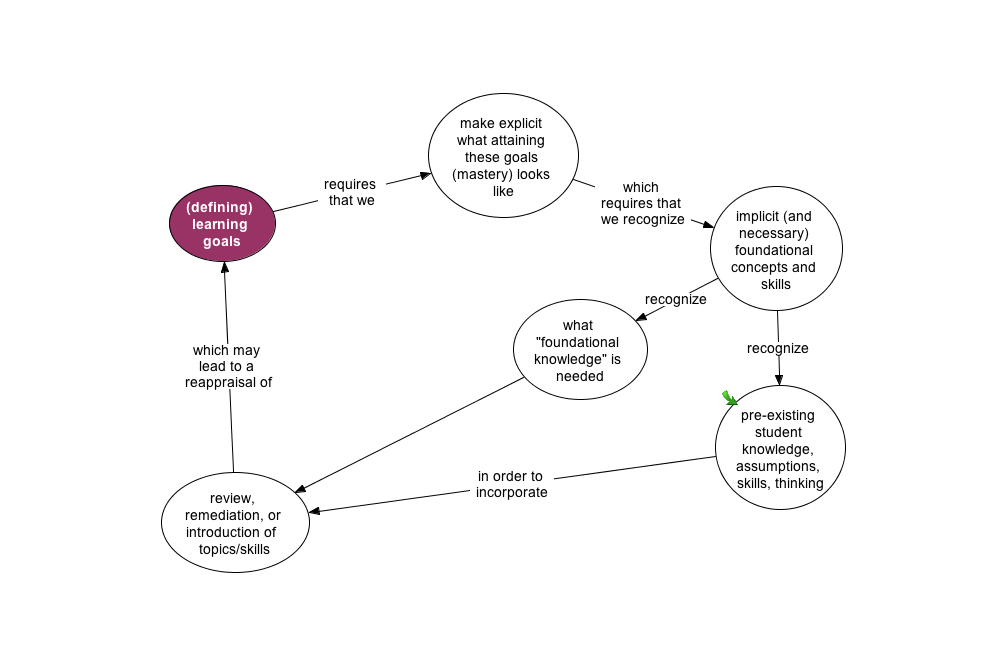 make explicit
what attaining
these goals
(mastery) looks
like
requires
that we
which
requires that
we recognize
(defining)
learning
goals
implicit (and
necessary)
foundational
concepts and
skills
recognize
what
"foundational
knowledge" is
needed
recognize
which may
lead to a
reappraisal of
pre-existing
student
knowledge,
assumptions,
skills, thinking
in order to
incorporate
review,
remediation, or
introduction of
topics/skills